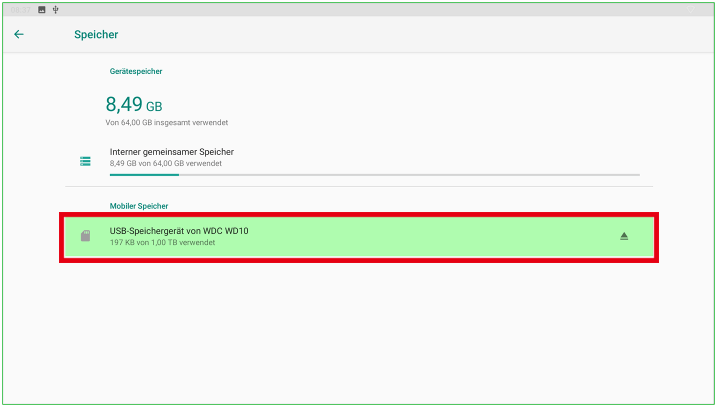 Speicher
Gerätespeicher
8,49 GB
Von 64,00 GB insgesamt verwendet
Interner gemeinsamer Speicher
8,49 GB von 64,00 GB verwendet
Mobiler Speicher
USB-Speichergerät von WDC WD10
197 KB von 1,00 TB verwendet